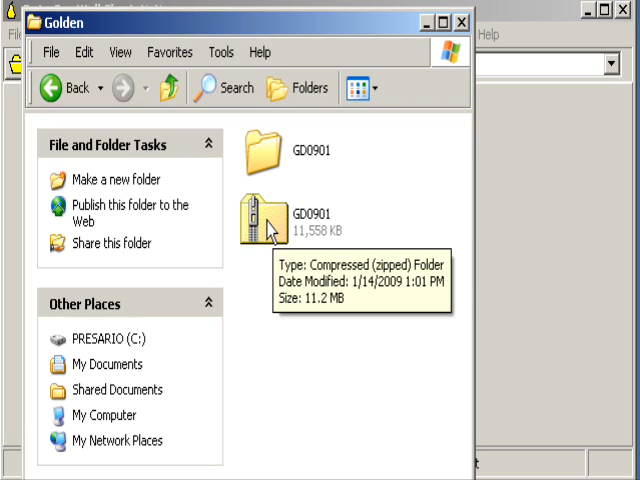 Golden
File Edit View Favorites Tools Help
Help
Back Search Folders
File and Folder Tasks
Make a new folder
Publish this folder to the
Web
Share this folder
GD0901
GD0901
11,558 KB
Type: Compressed (zipped) Folder
Date Modified: 1/14/2009 1:01 PM
Size: 11.2 MB
Other Places
PRESARIO (C:)
My Documents
Shared Documents
My Computer
My Network Places